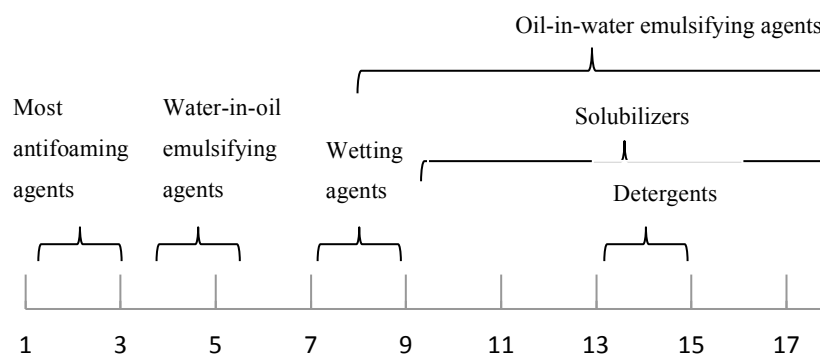 Oil-in-water emulsifying agents
Most
antifoaming
agents
Water-in-oil
emulsifying
agents
Wetting
agents
Solubilizers
Detergents
1 3 5 7 9 11 13 15 17